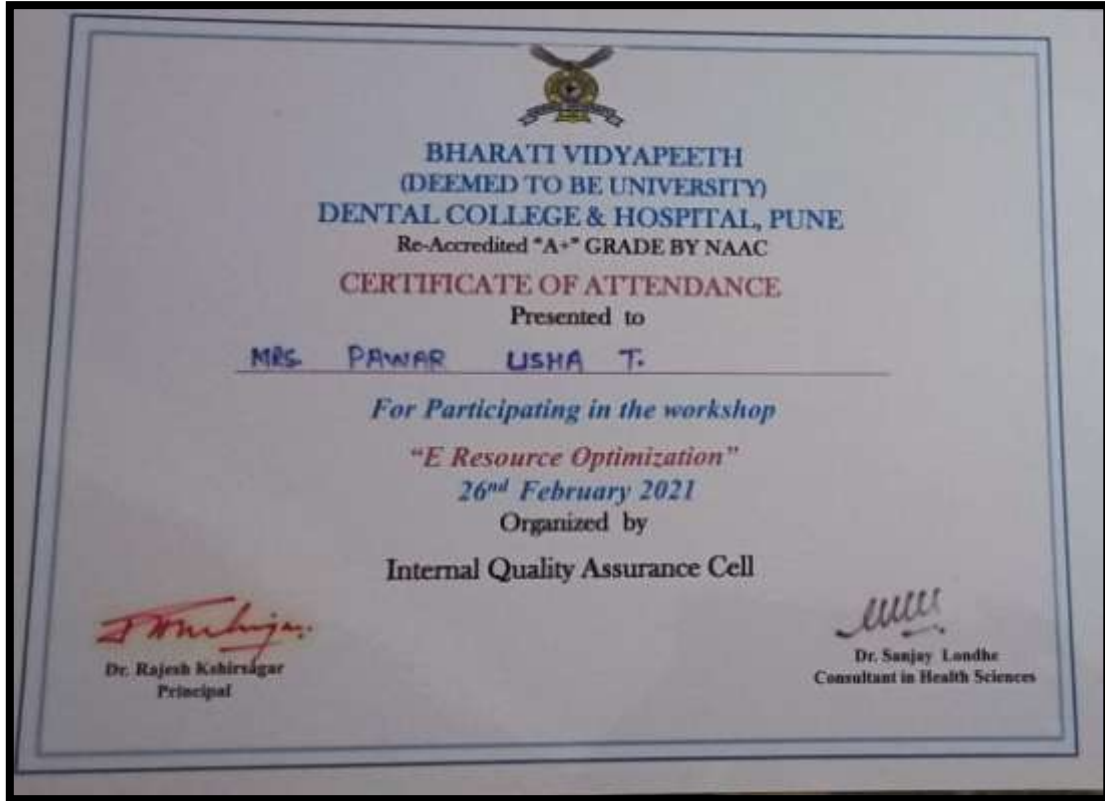 BHARATI VIDYAPEETH
(DEEMED TO BE UNIVERSITY)
DENTAL COLLEGE & HOSPITAL, PUNE
Re-Accredited "A+" GRADE BY NAAC
CERTIFICATE OF ATTENDANCE
Presented to
MRS. PAWAR USHA T.
For Participating in the workshop
"E Resource Optimization"
26nd February 2021
Organized by
Internal Quality Assurance Cell
Dr. Rajesh Kshirsagar
Principal
Dr. Sanjay Londhe
Consultant in Health Sciences